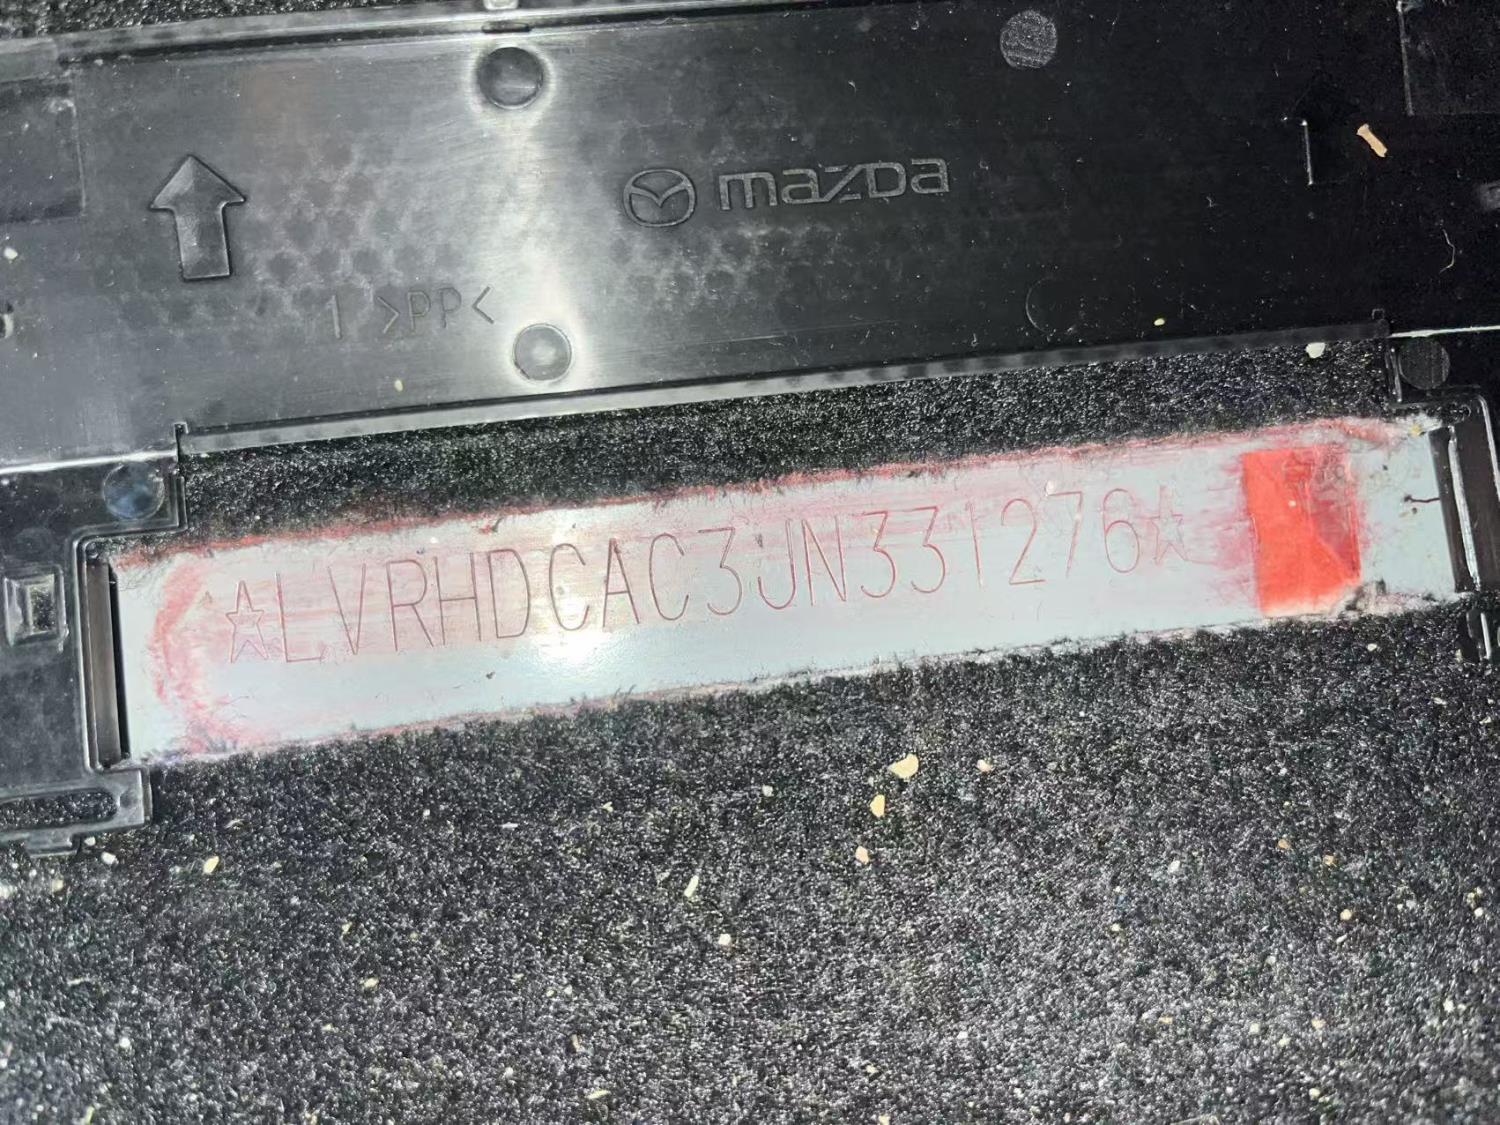 mazda
1 >PP<
☆LVRHDCAC3JN331276☆